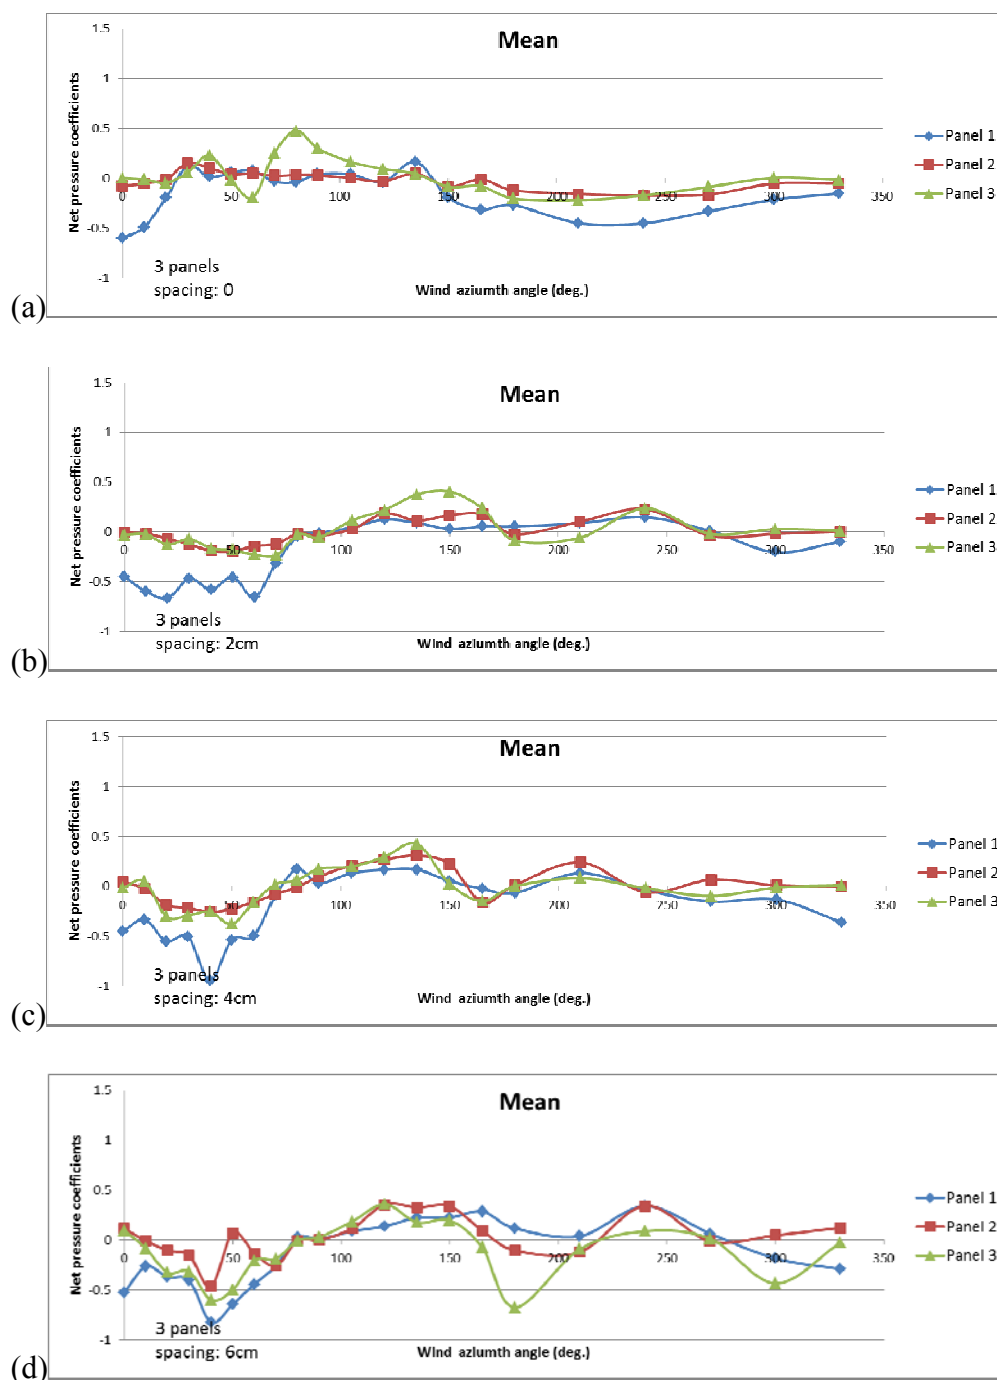 Mean
1.5
1
0.5
0
-0.5
-1
0 50 100 150 200 250 300 350
Net pressure coefficients
Wind aziumth angle (deg.)
3 panels
spacing: 0
Panel 1
Panel 2
Panel 3
(a)
Mean
1.5
1
0.5
0
-0.5
-1
0 50 100 150 200 250 300 350
Net pressure coefficients
Wind aziumth angle (deg.)
3 panels
spacing: 2cm
Panel 1
Panel 2
Panel 3
(b)
Mean
1.5
1
0.5
0
-0.5
-1
0 50 100 150 200 250 300 350
Net pressure coefficients
Wind aziumth angle (deg.)
3 panels
spacing: 4cm
Panel 1
Panel 2
Panel 3
(c)
Mean
1.5
1
0.5
0
-0.5
-1
0 50 100 150 200 250 300 350
Net pressure coefficients
Wind aziumth angle (deg.)
3 panels
spacing: 6cm
Panel 1
Panel 2
Panel 3
(d)